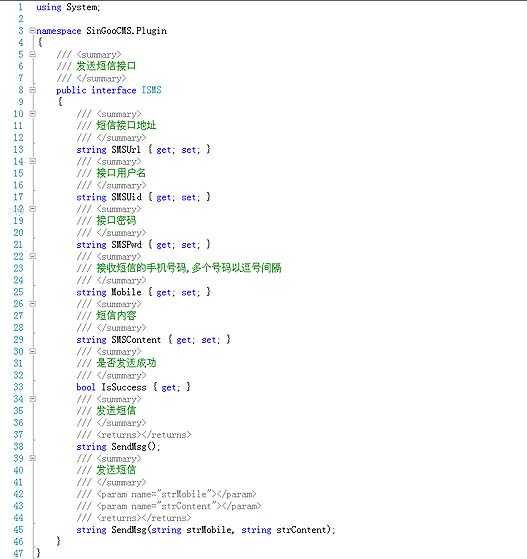 1 using System;
2
3 namespace SinGooCMS.Plugin
4 {
5 /// <summary>
6 /// 发送短信接口
7 /// </summary>
8 public interface ISMS
9 {
10 /// <summary>
11 /// 短信接口地址
12 /// </summary>
13 string SMSUrl { get; set; }
14 /// <summary>
15 /// 接口用户名
16 /// </summary>
17 string SMSUid { get; set; }
18 /// <summary>
19 /// 接口密码
20 /// </summary>
21 string SMSPwd { get; set; }
22 /// <summary>
23 /// 接收短信的手机号码,多个号码以逗号间隔
24 /// </summary>
25 string Mobile { get; set; }
26 /// <summary>
27 /// 短信内容
28 /// </summary>
29 string SMSContent { get; set; }
30 /// <summary>
31 /// 是否发送成功
32 /// </summary>
33 bool IsSuccess { get; }
34 /// <summary>
35 /// 发送短信
36 /// </summary>
37 /// <returns></returns>
38 string SendMsg();
39 /// <summary>
40 /// 发送短信
41 /// </summary>
42 /// <param name="strMobile"></param>
43 /// <param name="strContent"></param>
44 /// <returns></returns>
45 string SendMsg(string strMobile, string strContent);
46 }
47 }